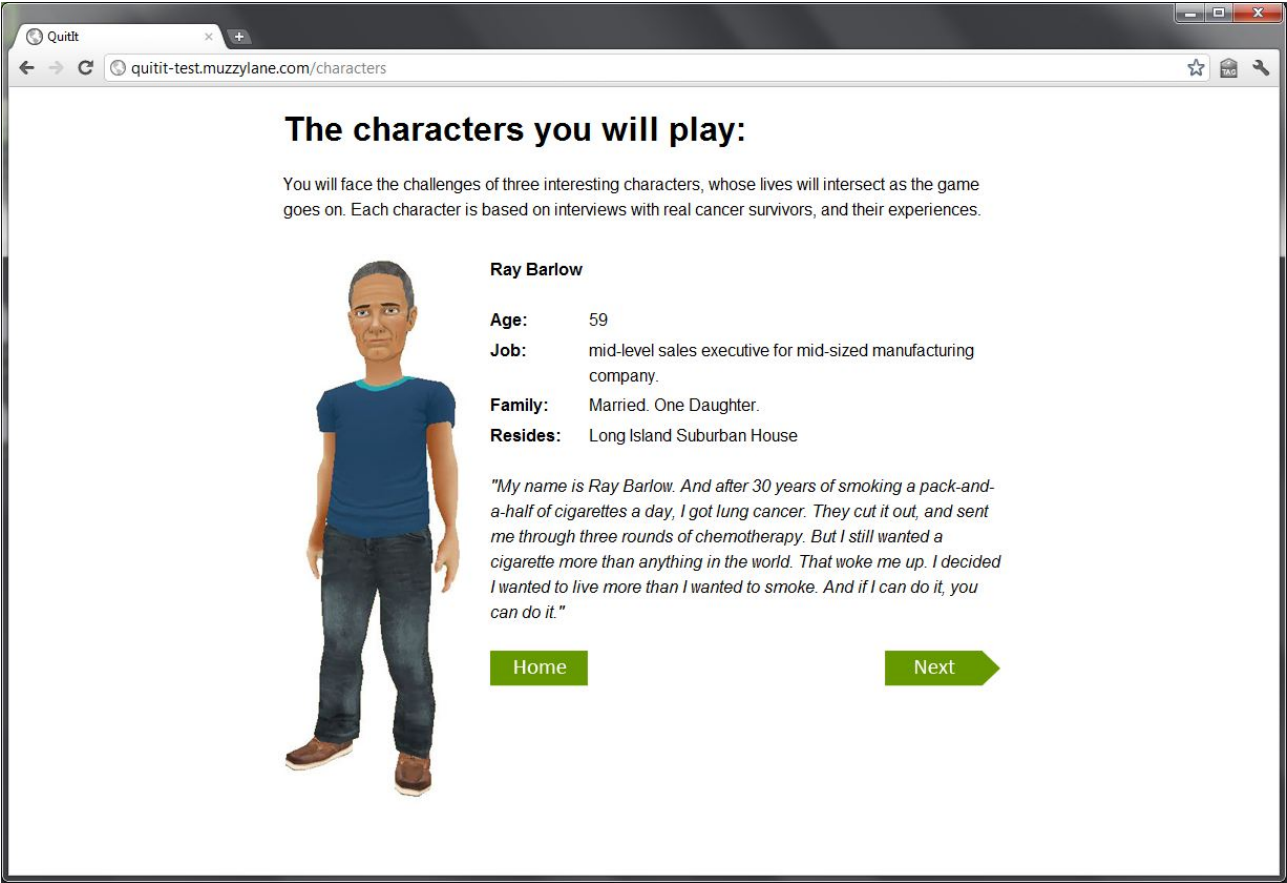 QuitIt
quitit-test.muzzylane.com/characters
TAG
The characters you will play:
You will face the challenges of three interesting characters, whose lives will intersect as the game
goes on. Each character is based on interviews with real cancer survivors, and their experiences.
Ray Barlow
Age: 59
Job: mid-level sales executive for mid-sized manufacturing
company.
Family: Married. One Daughter.
Resides: Long Island Suburban House
"My name is Ray Barlow. And after 30 years of smoking a pack-and-
a-half of cigarettes a day, I got lung cancer. They cut it out, and sent
me through three rounds of chemotherapy. But I still wanted a
cigarette more than anything in the world. That woke me up. I decided
I wanted to live more than I wanted to smoke. And if I can do it, you
can do it."
Home Next